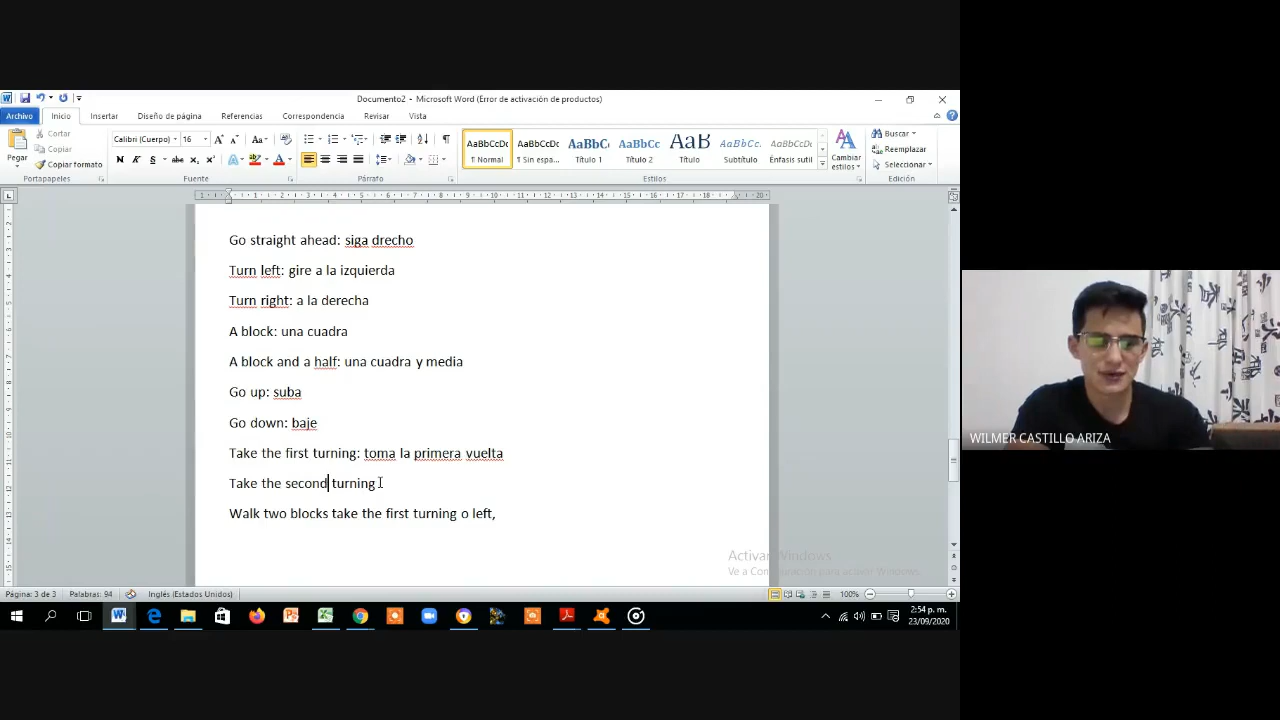 Documento2 - Microsoft Word (Error de activación de productos)
Archivo Inicio Insertar Diseño de página Referencias Correspondencia Revisar Vista
Pegar
Cortar
Copiar
Copiar formato
Portapapeles
Calibri (Cuerpo) 16
Fuente
Párrafo
AaBbCcDc AaBbCcDc AaBbC AaBbCc AaB AaBbCc. AaBbCcDc
¶ Normal ¶ Sin espa... Título 1 Título 2 Título Subtítulo Énfasis sutil
Estilos
Cambiar estilos
Buscar
Reemplazar
Seleccionar
Edición
Go straight ahead: siga drecho
Turn left: gire a la izquierda
Turn right: a la derecha
A block: una cuadra
A block and a half: una cuadra y media
Go up: suba
Go down: baje
Take the first turning: toma la primera vuelta
Take the second turning
Walk two blocks take the first turning o left,
Activar Windows
Ve a Configuración para activar Windows.
Página: 3 de 3 Palabras: 94 Inglés (Estados Unidos) 100%
2:54 p. m.
23/09/2020
WILMER CASTILLO ARIZA